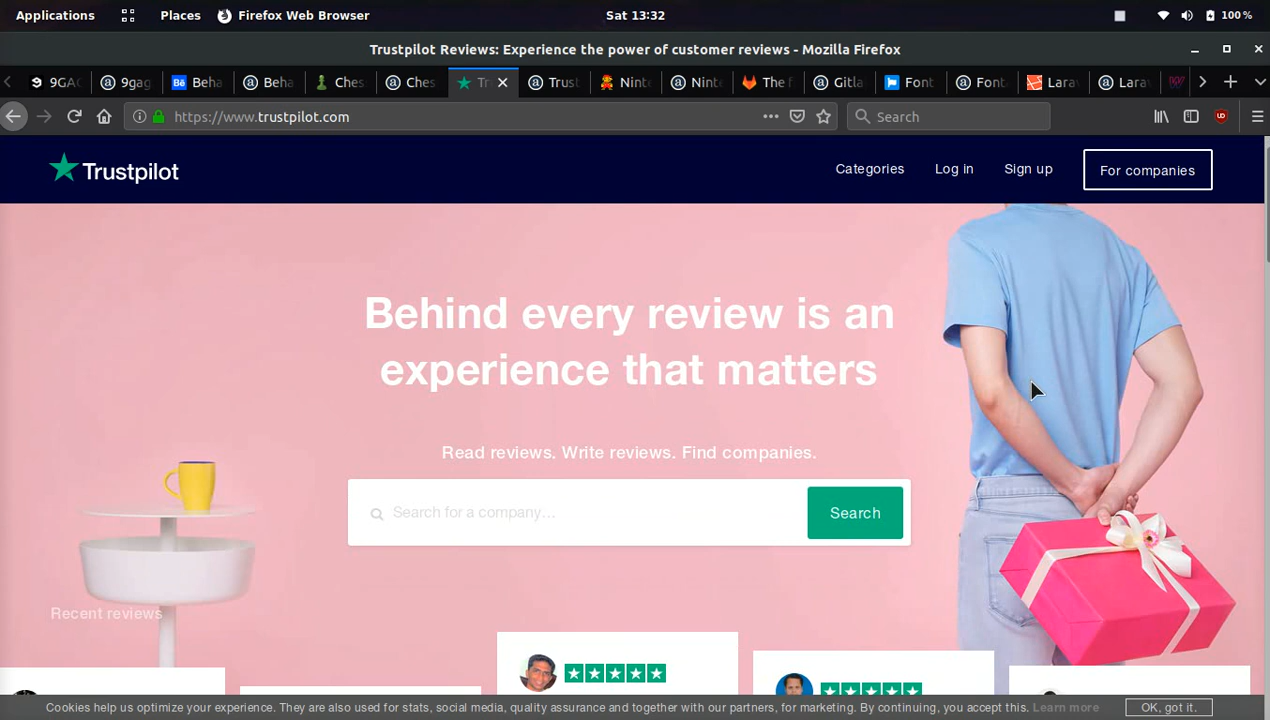 Applications Places Firefox Web Browser Sat 13:32 100 %
Trustpilot Reviews: Experience the power of customer reviews - Mozilla Firefox
9GAG 9gag Beha Beha Ches Ches Tr Trust Ninte Ninte The f Gitla Font Font Larav Larav
https://www.trustpilot.com Search
Trustpilot Categories Log in Sign up For companies
Behind every review is an
experience that matters
Read reviews. Write reviews. Find companies.
Search for a company... Search
Recent reviews
Cookies help us optimize your experience. They are also used for stats, social media, quality assurance and together with our partners, for marketing. By continuing, you accept this. Learn more OK, got it.